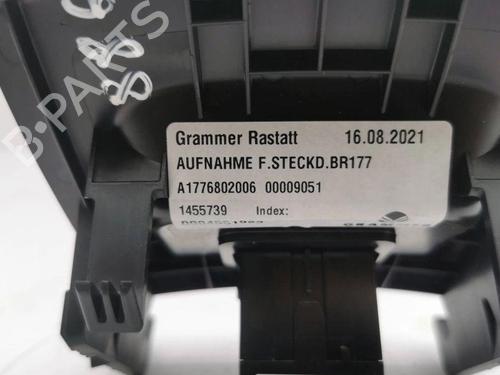 B-PARTS
Grammer Rastatt 16.08.2021
AUFNAHME F.STECKD.BR177
A1776802006 00009051
1455739 Index: